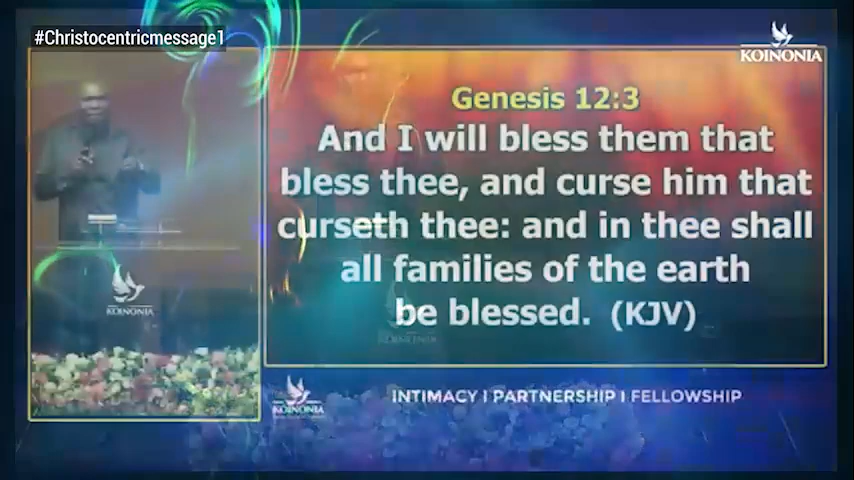 #Christocentricmessage1
KOINONIA
Genesis 12:3
And I will bless them that
bless thee, and curse him that
curseth thee: and in thee shall
all families of the earth
be blessed. (KJV)
KOINONIA
KOINONIA
INTIMACY I PARTNERSHIP I FELLOWSHIP